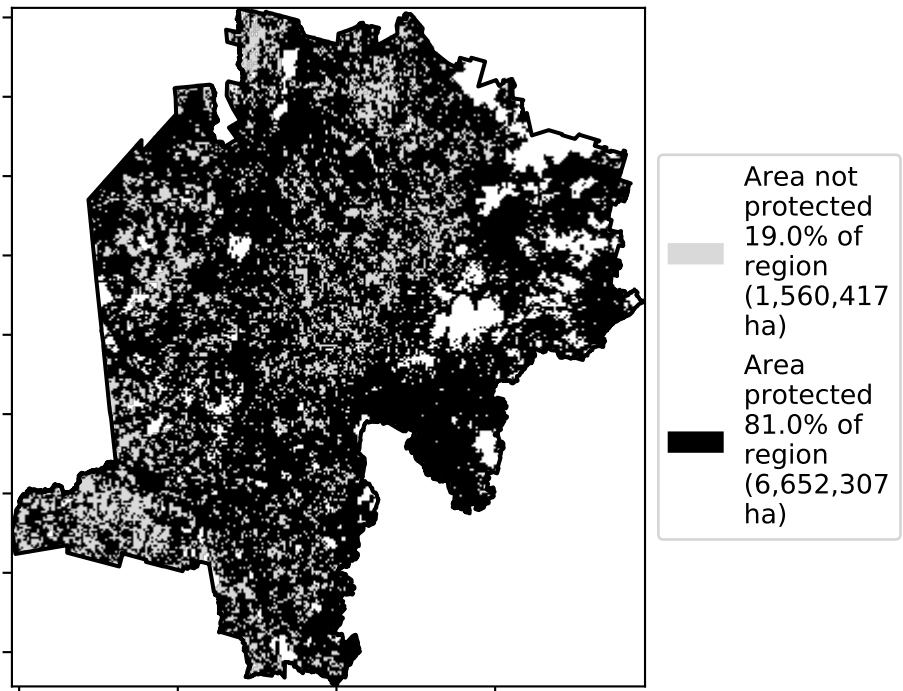 Area not
protected
19.0% of
region
(1,560,417
ha)
Area
protected
81.0% of
region
(6,652,307
ha)